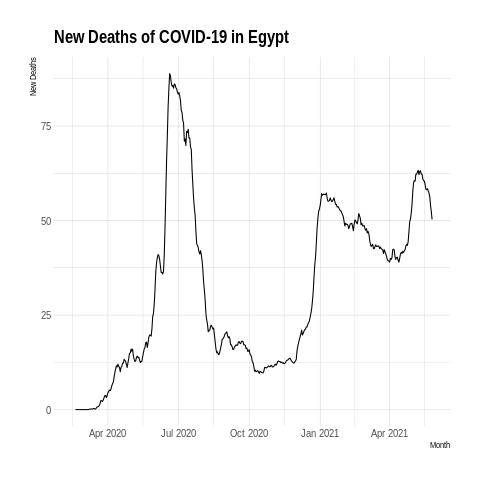 New Deaths of COVID-19 in Egypt
New Deaths
75
50
25
0
Apr 2020 Jul 2020 Oct 2020 Jan 2021 Apr 2021
Month